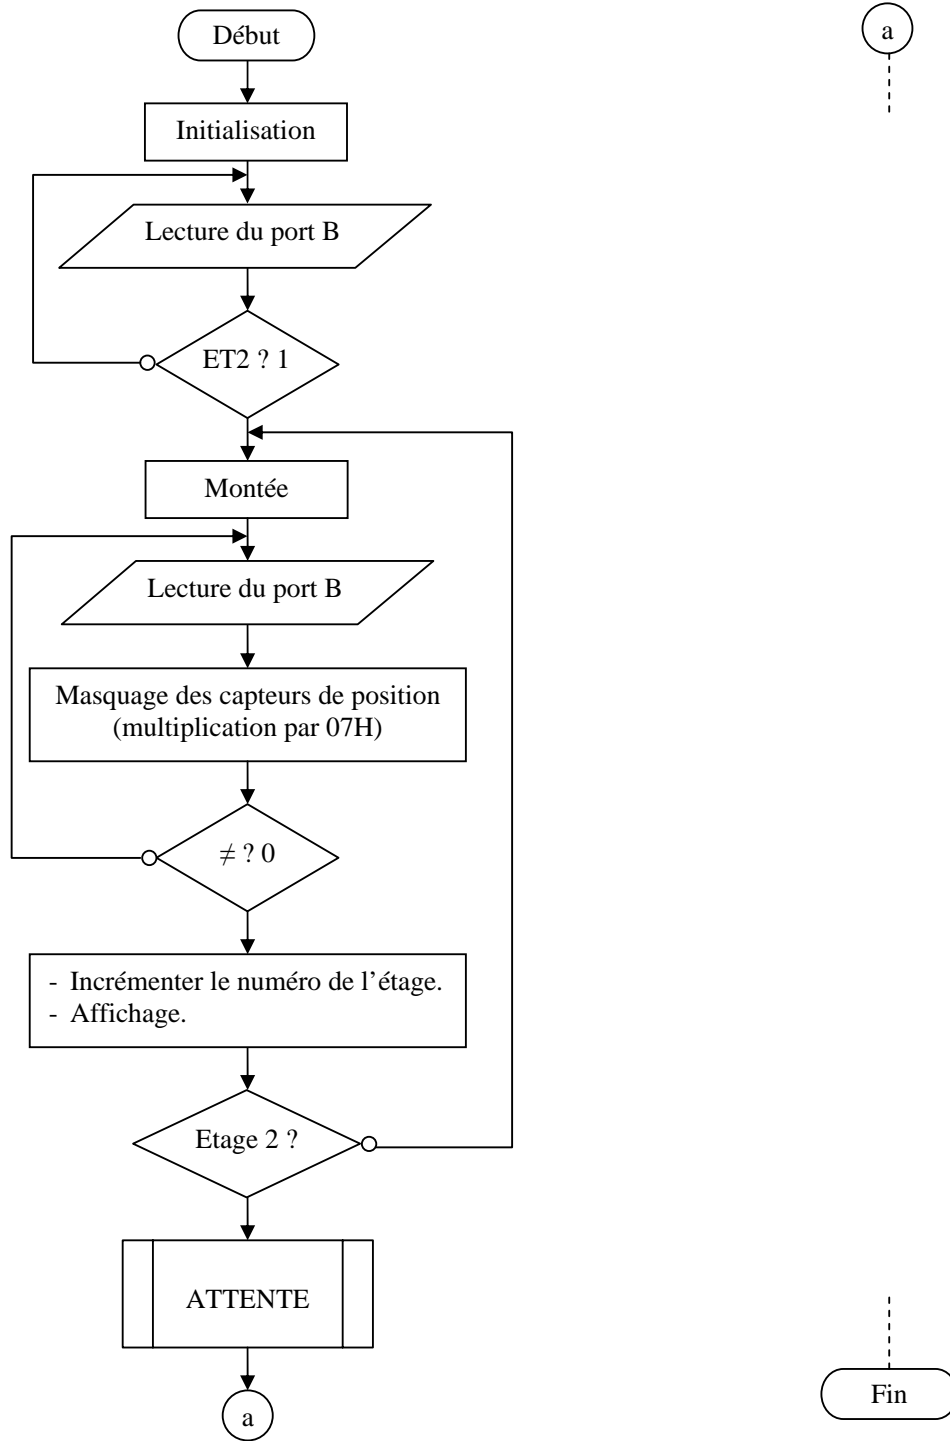 Début
a
Initialisation
Lecture du port B
ET2 ? 1
Montée
Lecture du port B
Masquage des capteurs de position
(multiplication par 07H)
≠ ? 0
- Incrémenter le numéro de l’étage.
- Affichage.
Etage 2 ?
ATTENTE
Fin
a